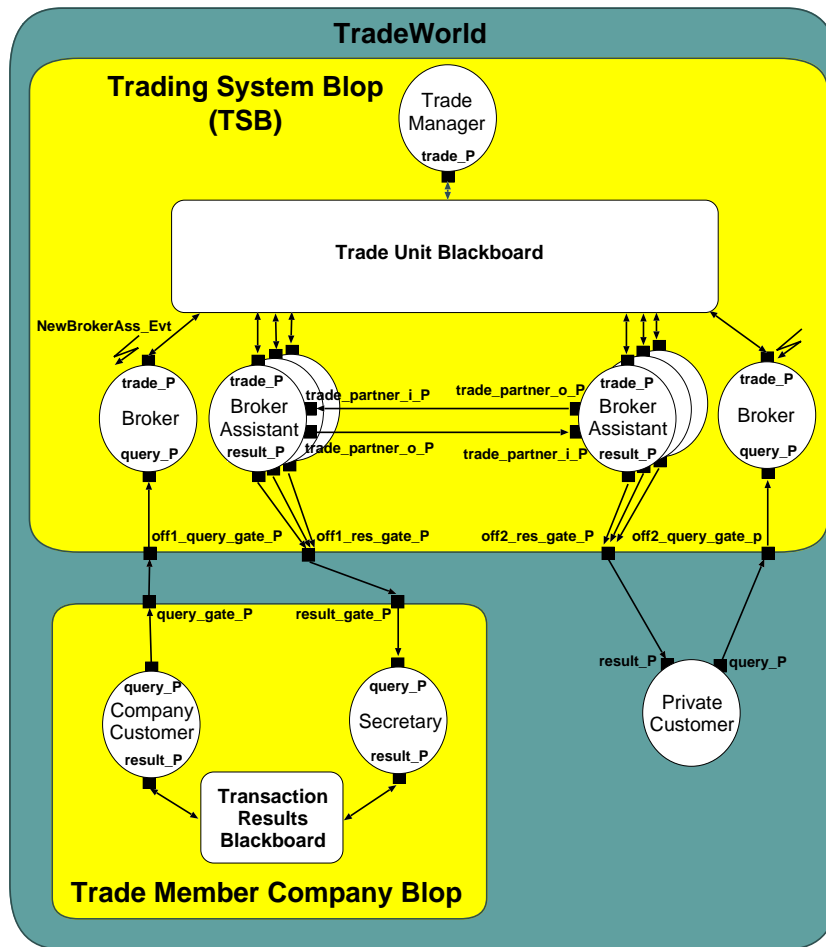 TradeWorld
Trading System Blop
(TSB)
Trade
Manager
trade_P
Trade Unit Blackboard
NewBrokerAss_Evt
trade_P
Broker
query_P
trade_P
Broker
Assistant
result_P
trade_partner_i_P
trade_partner_o_P
trade_partner_o_P
trade_partner_i_P
trade_P
Broker
Assistant
result_P
trade_P
Broker
query_P
off1_query_gate_P
off1_res_gate_P
off2_res_gate_P
off2_query_gate_p
query_gate_P
result_gate_P
query_P
Company
Customer
result_P
query_P
Secretary
result_P
result_P
query_P
Private
Customer
Transaction
Results
Blackboard
Trade Member Company Blop